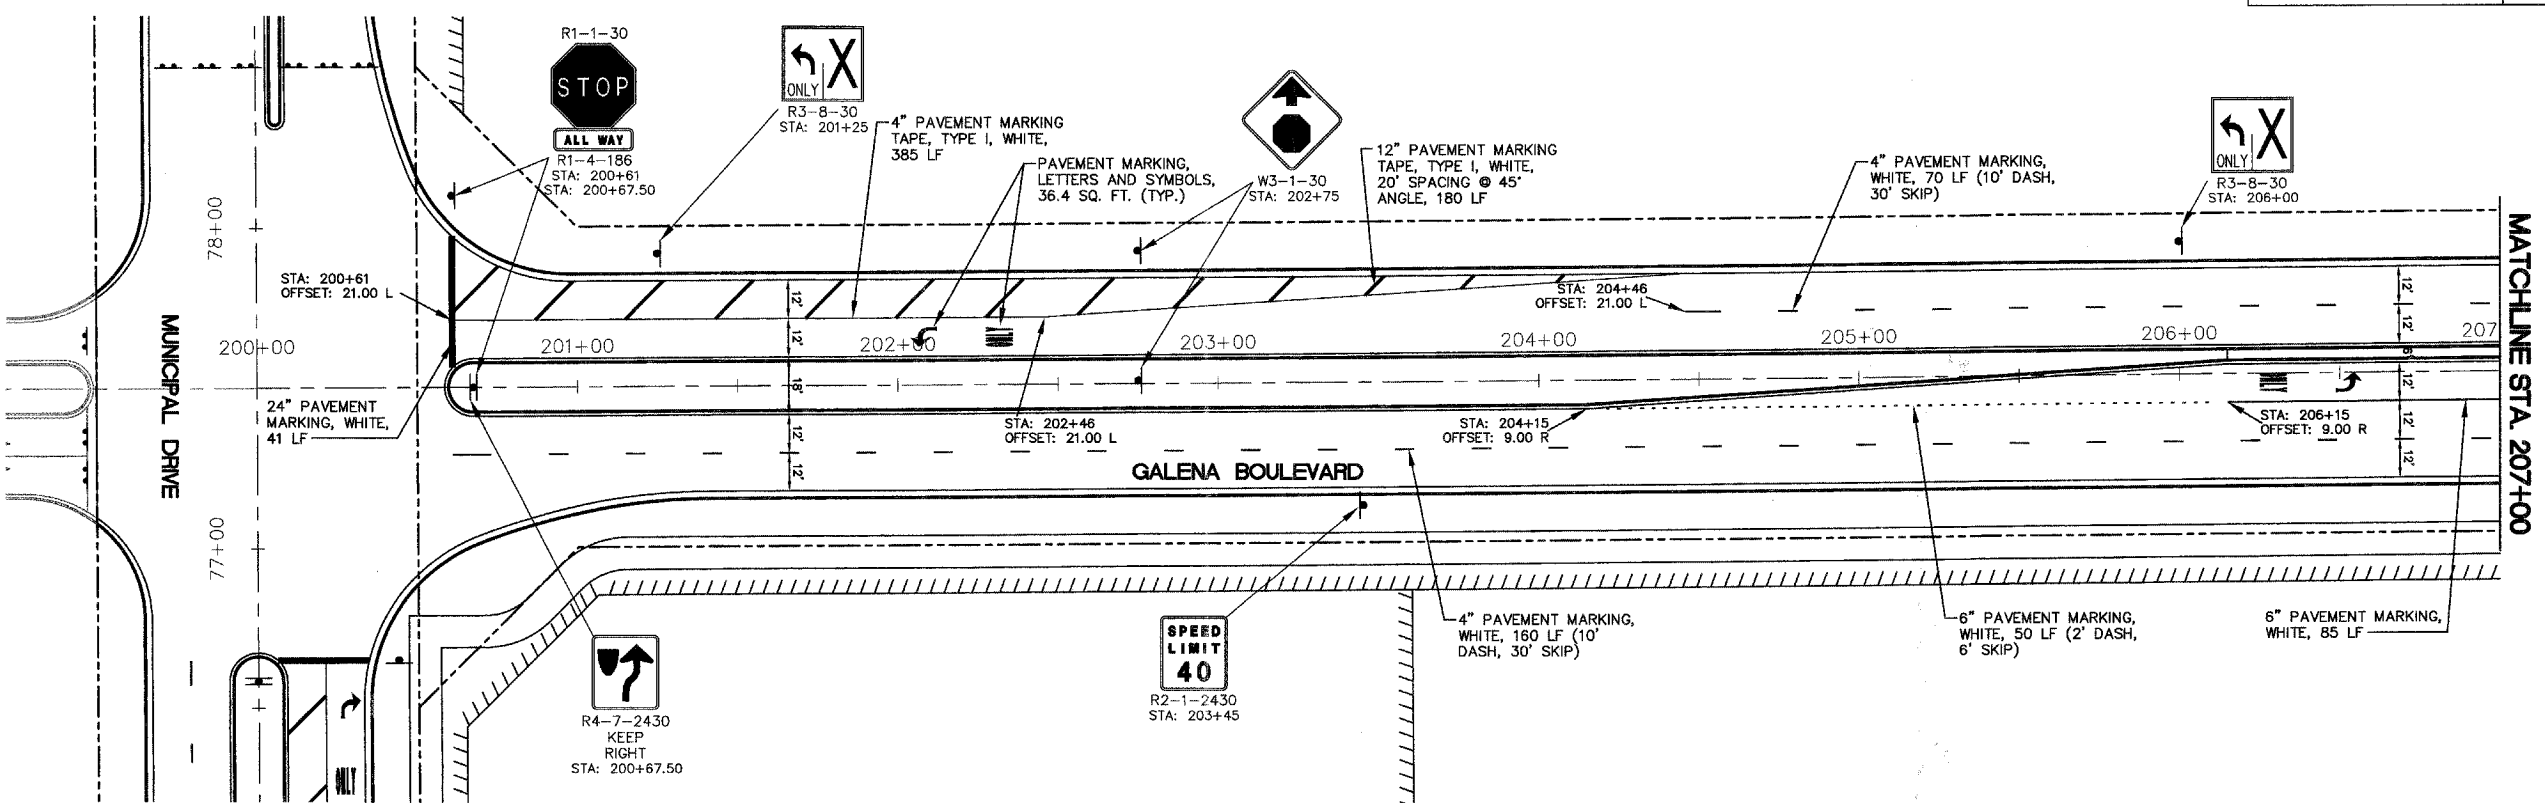 R1-1-30
STOP
ALL WAY
R1-4-186
STA: 200+61
STA: 200+67.50
ONLY
X
R3-8-30
STA: 201+25
4" PAVEMENT MARKING
TAPE, TYPE I, WHITE,
385 LF
PAVEMENT MARKING,
LETTERS AND SYMBOLS,
36.4 SQ. FT. (TYP.)
W3-1-30
STA: 202+75
12" PAVEMENT MARKING
TAPE, TYPE I, WHITE,
20' SPACING @ 45°
ANGLE, 180 LF
4" PAVEMENT MARKING,
WHITE, 70 LF (10' DASH,
30' SKIP)
ONLY
X
R3-8-30
STA: 206+00
78+00
STA: 200+61
OFFSET: 21.00 L
STA: 204+46
OFFSET: 21.00 L
12'
12'
18'
12'
12'
12'
12'
6'
12'
12'
12'
MUNICIPAL DRIVE
200+00
201+00
202+00
203+00
204+00
205+00
206+00
207
MATCHLINE STA. 207+00
24" PAVEMENT
MARKING, WHITE,
41 LF
STA: 202+46
OFFSET: 21.00 L
STA: 204+15
OFFSET: 9.00 R
STA: 206+15
OFFSET: 9.00 R
ONLY
ONLY
GALENA BOULEVARD
77+00
SPEED
LIMIT
40
R2-1-2430
STA: 203+45
4" PAVEMENT MARKING,
WHITE, 160 LF (10'
DASH, 30' SKIP)
6" PAVEMENT MARKING,
WHITE, 50 LF (2' DASH,
6' SKIP)
6" PAVEMENT MARKING,
WHITE, 85 LF
R4-7-2430
KEEP
RIGHT
STA: 200+67.50
ONLY